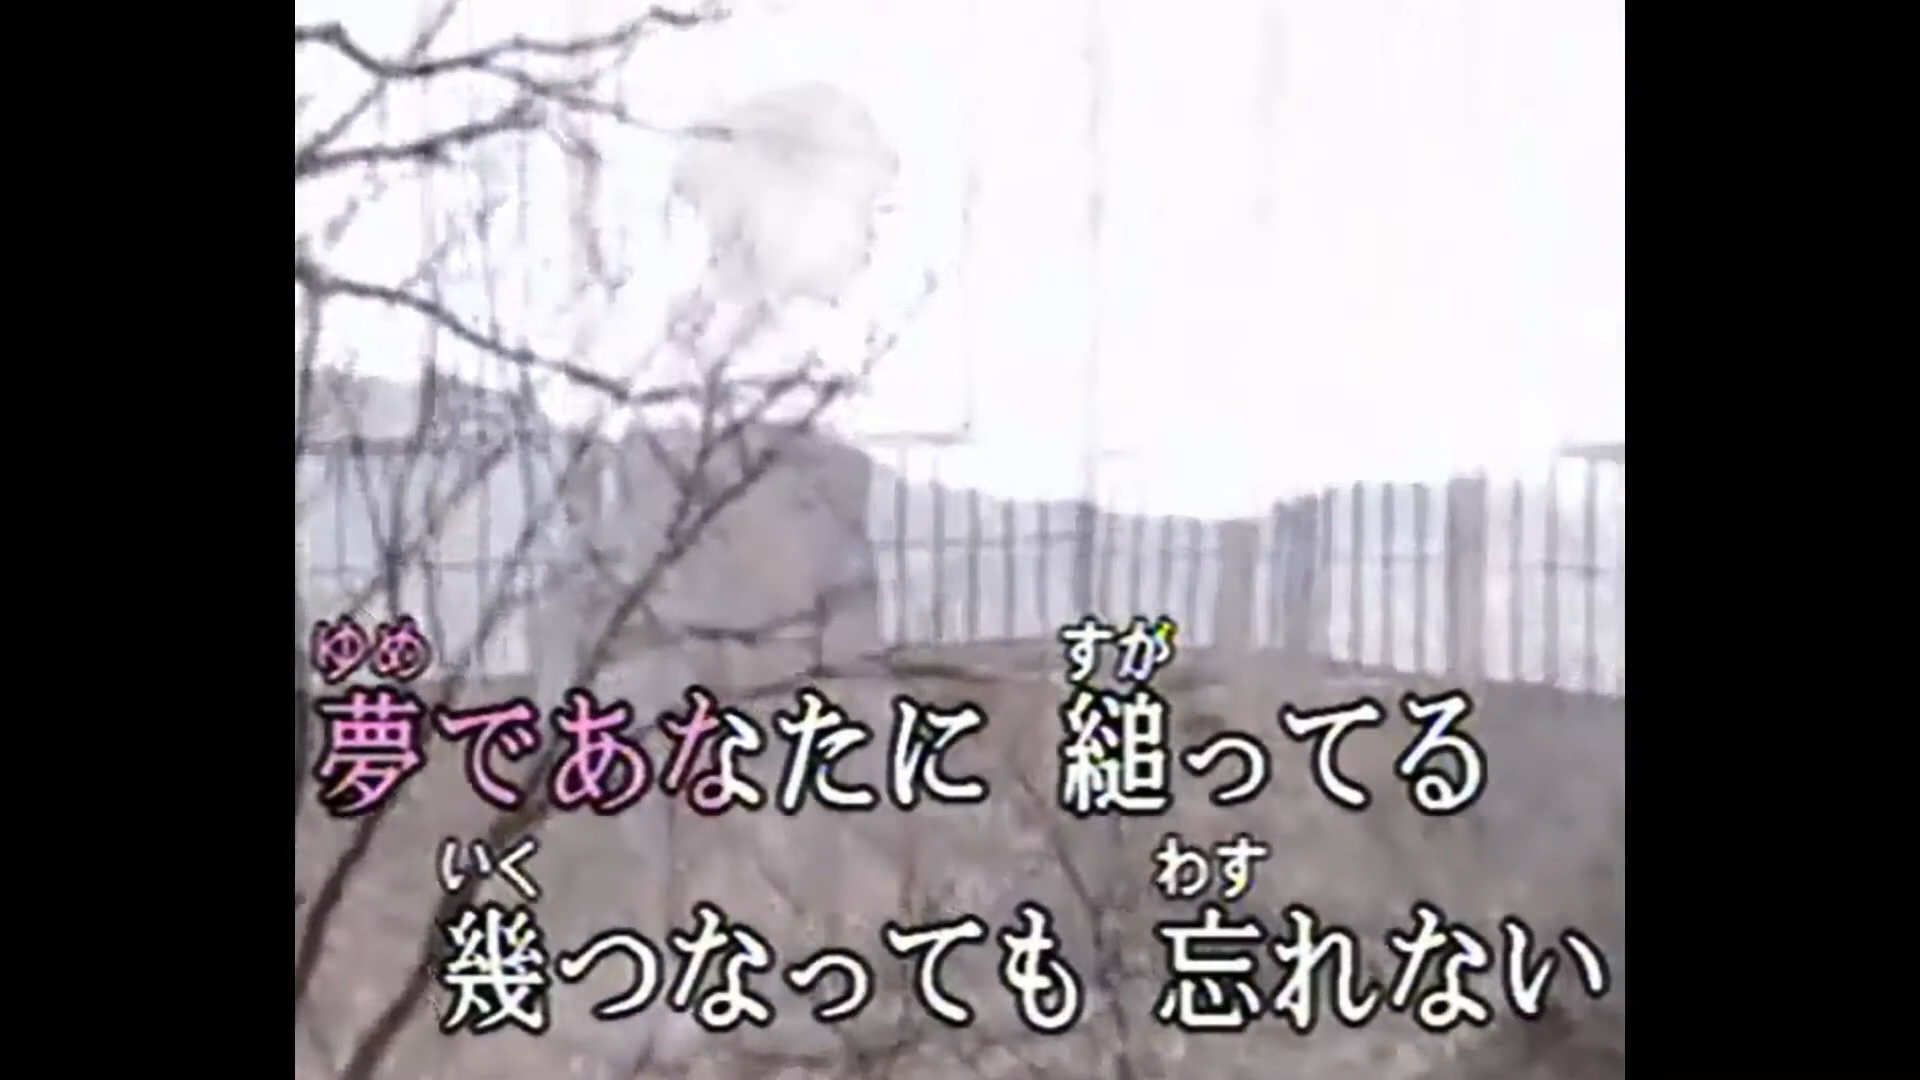 ゆめ すが
夢であなたに 縋ってる
いく わす
幾つなっても 忘れない